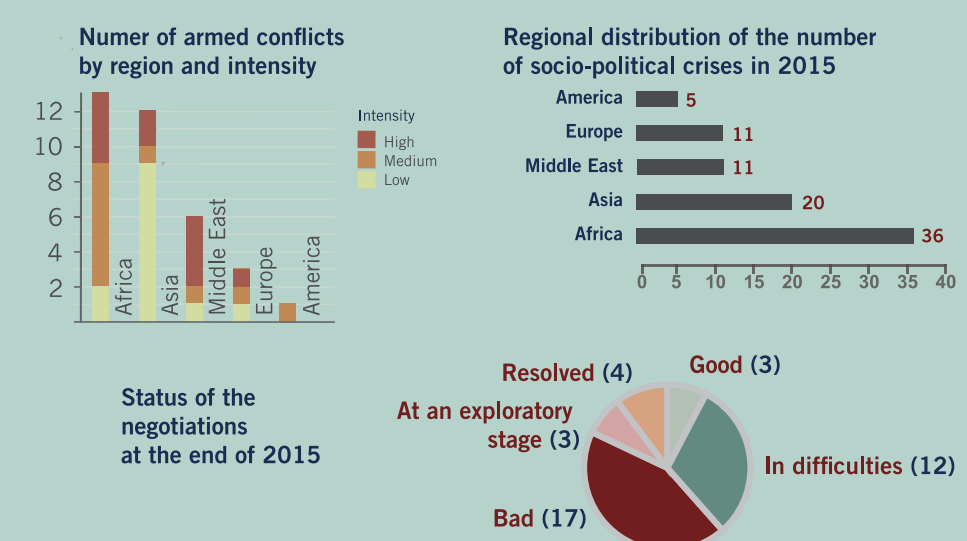 Numer of armed conflicts
by region and intensity
12
10
8
6
4
2
Africa
Asia
Middle East
Europe
America
Intensity
High
Medium
Low
Regional distribution of the number
of socio-political crises in 2015
America 5
Europe 11
Middle East 11
Asia 20
Africa 36
0 5 10 15 20 25 30 35 40
Status of the
negotiations
at the end of 2015
Good (3)
Resolved (4)
At an exploratory
stage (3)
In difficulties (12)
Bad (17)